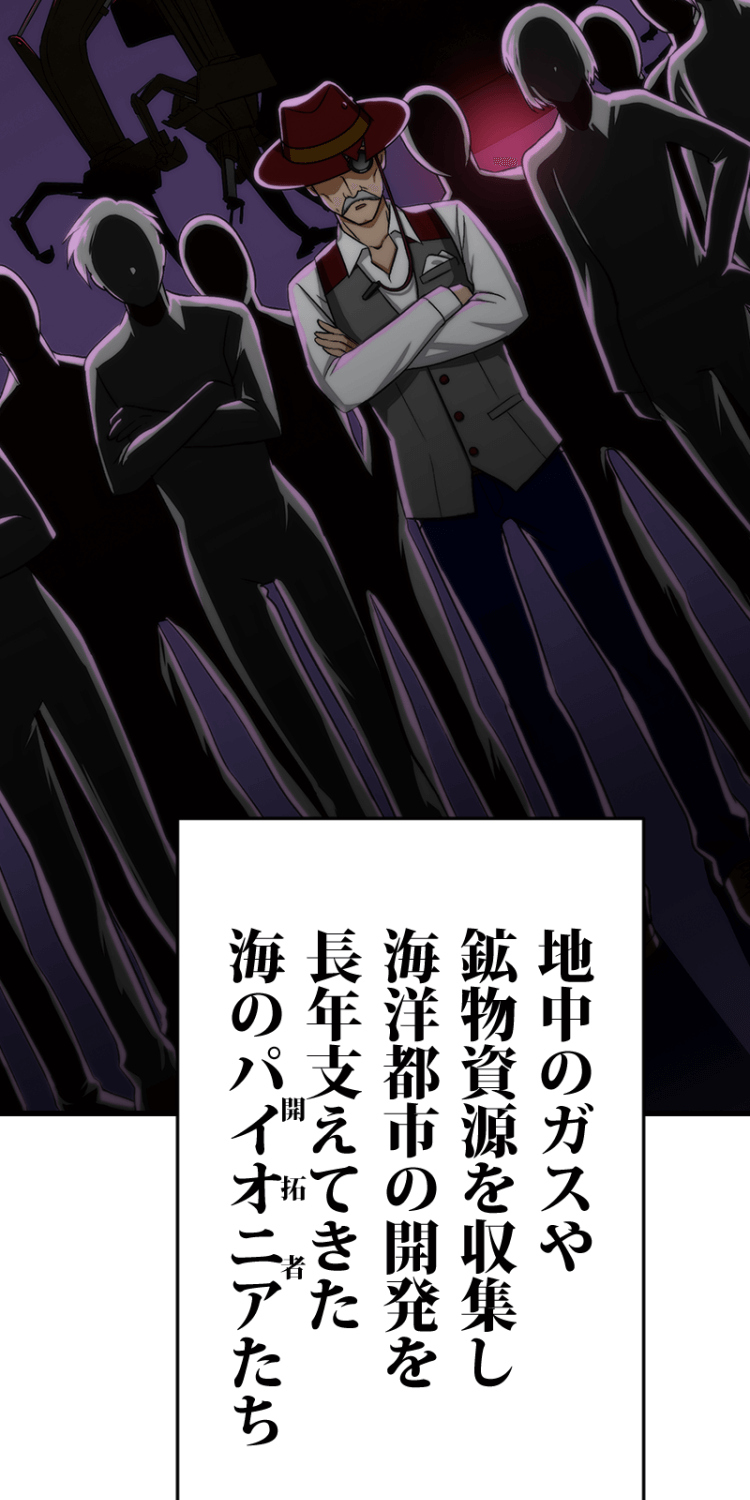 地中のガスや
鉱物資源を収集し
海洋都市の開発を
長年支えてきた
海のパイオニアたち
開拓者